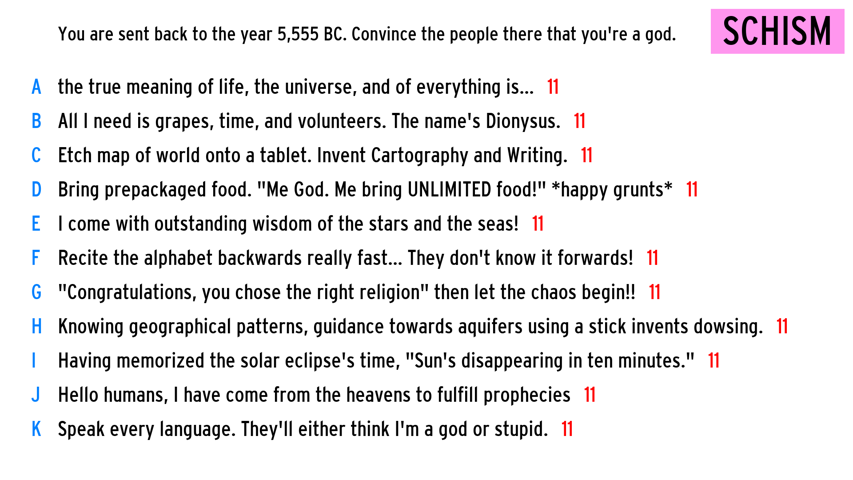 You are sent back to the year 5,555 BC. Convince the people there that you're a god.
SCHISM
A the true meaning of life, the universe, and of everything is... 11
B All I need is grapes, time, and volunteers. The name's Dionysus. 11
C Etch map of world onto a tablet. Invent Cartography and Writing. 11
D Bring prepackaged food. "Me God. Me bring UNLIMITED food!" *happy grunts* 11
E I come with outstanding wisdom of the stars and the seas! 11
F Recite the alphabet backwards really fast... They don't know it forwards! 11
G "Congratulations, you chose the right religion" then let the chaos begin!! 11
H Knowing geographical patterns, guidance towards aquifers using a stick invents dowsing. 11
I Having memorized the solar eclipse's time, "Sun's disappearing in ten minutes." 11
J Hello humans, I have come from the heavens to fulfill prophecies 11
K Speak every language. They'll either think I'm a god or stupid. 11